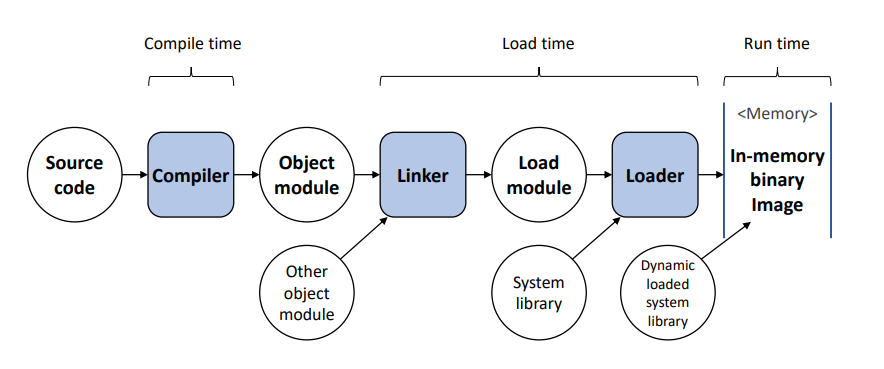 Compile time
Load time
Run time
<Memory>
Source
code
Compiler
Object
module
Linker
Load
module
Loader
In-memory
binary
Image
Other
object
module
System
library
Dynamic
loaded
system
library